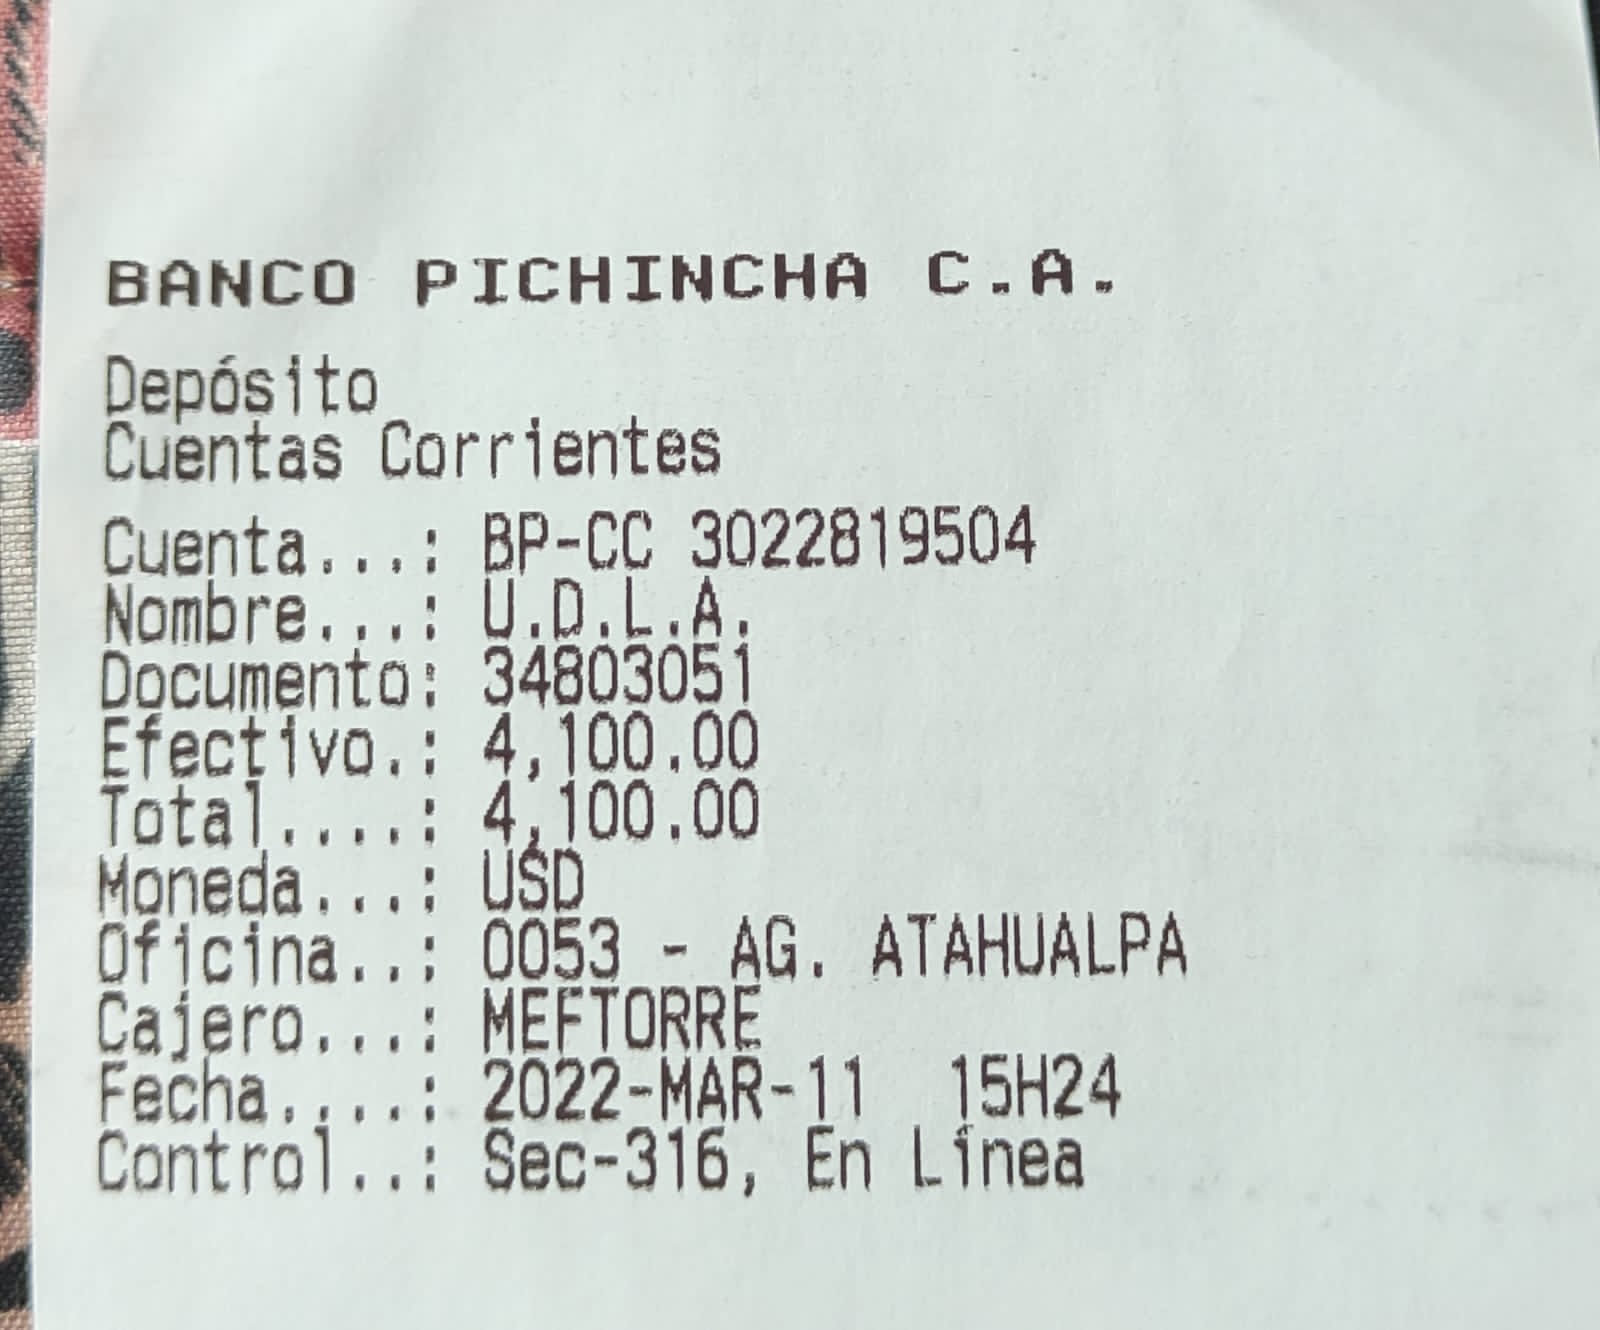 BANCO PICHINCHA C.A.
Depósito
Cuentas Corrientes
Cuenta...: BP-CC 3022819504
Nombre...: U.D.L.A.
Documento: 34803051
Efectivo.: 4,100.00
Total....: 4,100.00
Moneda...: USD
Oficina..: 0053 - AG. ATAHUALPA
Cajero...: MEFTORRE
Fecha....: 2022-MAR-11  15H24
Control..: Sec-316, En Línea